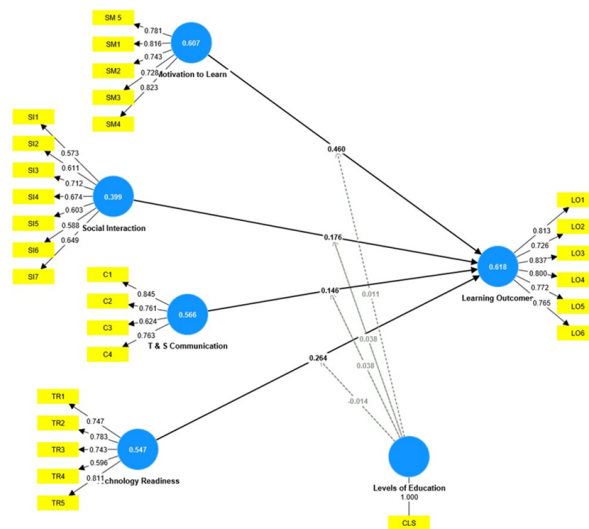 SM 5
0.781
SM1
0.816
SM2
0.743
SM3
0.728
SM4
0.823
0.607
Motivation to Learn
SI1
0.573
SI2
0.611
SI3
0.712
SI4
0.674
SI5
0.603
SI6
0.588
SI7
0.649
0.399
Social Interaction
C1
0.845
C2
0.761
C3
0.624
C4
0.763
0.566
T & S Communication
TR1
0.747
TR2
0.783
TR3
0.743
TR4
0.596
TR5
0.811
0.547
Technology Readiness
0.460
0.176
0.146
0.264
0.011
0.038
0.038
-0.014
0.618
Learning Outcomer
LO1
0.813
LO2
0.726
LO3
0.837
LO4
0.800
LO5
0.772
LO6
0.765
Levels of Education
1.000
CLS